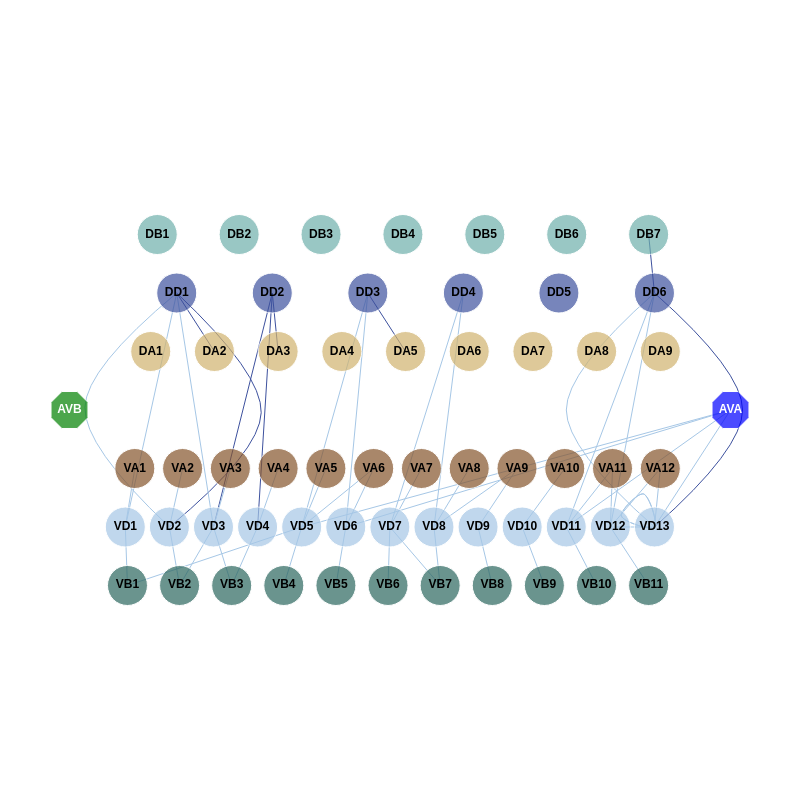 DB1 DB2 DB3 DB4 DB5 DB6 DB7
DD1 DD2 DD3 DD4 DD5 DD6
DA1 DA2 DA3 DA4 DA5 DA6 DA7 DA8 DA9
AVB AVA
VA1 VA2 VA3 VA4 VA5 VA6 VA7 VA8 VA9 VA10 VA11 VA12
VD1 VD2 VD3 VD4 VD5 VD6 VD7 VD8 VD9 VD10 VD11 VD12 VD13
VB1 VB2 VB3 VB4 VB5 VB6 VB7 VB8 VB9 VB10 VB11